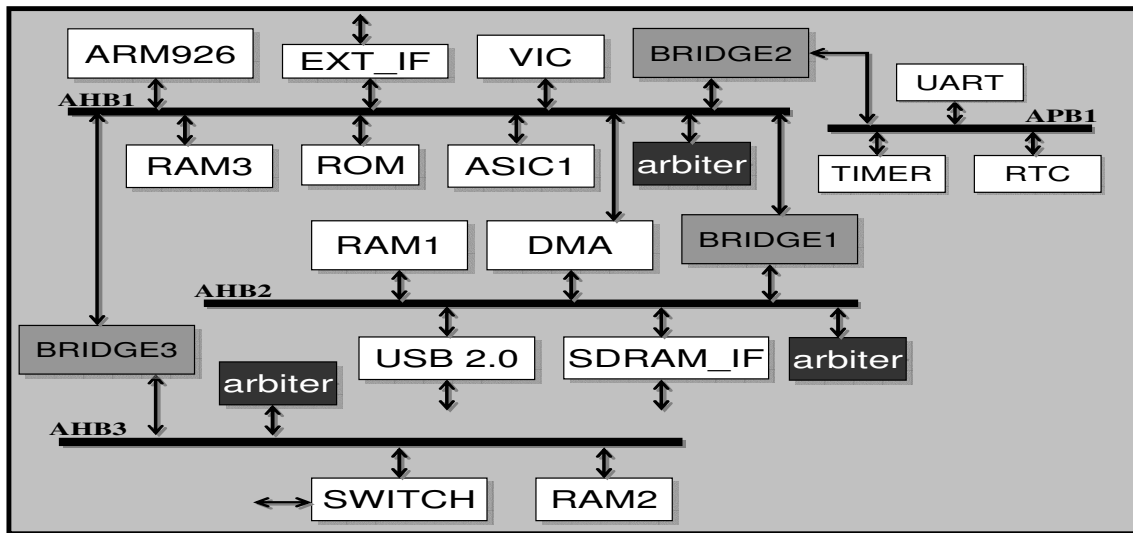 ARM926
EXT_IF
VIC
BRIDGE2
UART
AHB1
APB1
RAM3
ROM
ASIC1
arbiter
TIMER
RTC
RAM1
DMA
BRIDGE1
AHB2
BRIDGE3
USB 2.0
SDRAM_IF
arbiter
arbiter
AHB3
SWITCH
RAM2